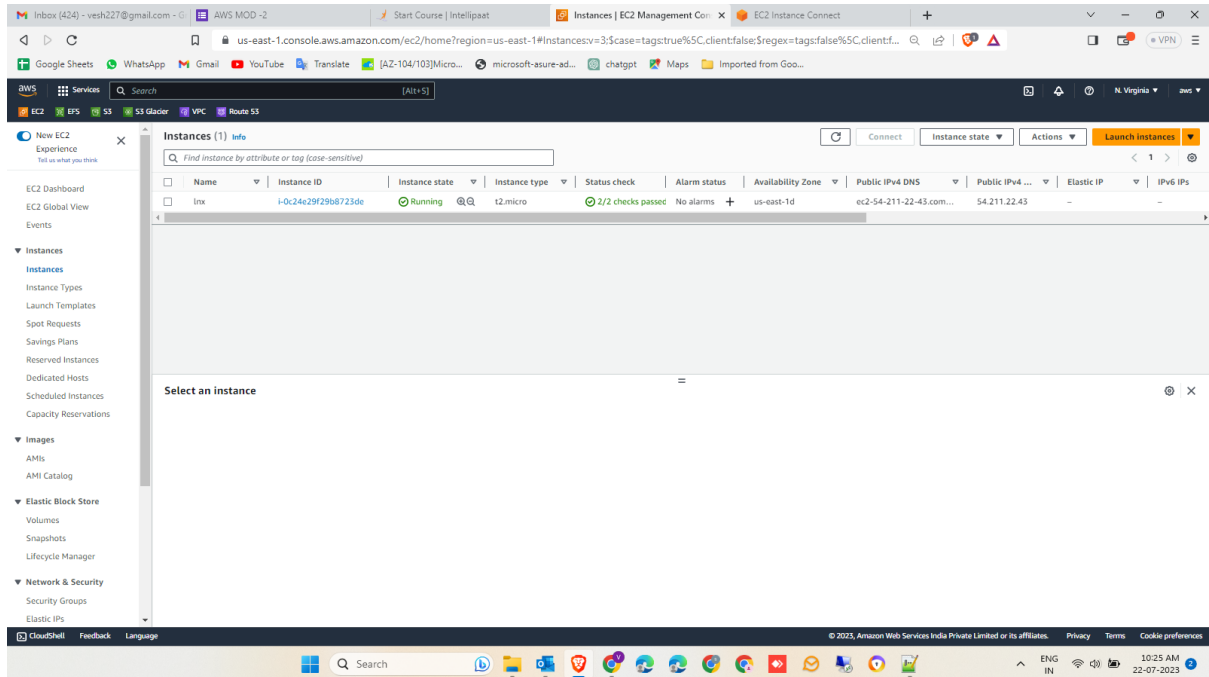 Inbox (424) - vesh227@gmail.com - G
AWS MOD -2
Start Course | Intellipaat
Instances | EC2 Management Con
EC2 Instance Connect
us-east-1.console.aws.amazon.com/ec2/home?region=us-east-1#Instances:v=3;$case=tags:true%5C,client:false;$regex=tags:false%5C,client:f...
VPN
Google Sheets WhatsApp Gmail YouTube Translate [AZ-104/103]Micro... microsoft-asure-ad... chatgpt Maps Imported from Goo...
aws Services Search [Alt+S] N. Virginia aws
EC2 EFS S3 S3 Glacier VPC Route 53
New EC2
Experience
Tell us what you think
EC2 Dashboard
EC2 Global View
Events
Instances
Instances
Instance Types
Launch Templates
Spot Requests
Savings Plans
Reserved Instances
Dedicated Hosts
Scheduled Instances
Capacity Reservations
Images
AMIs
AMI Catalog
Elastic Block Store
Volumes
Snapshots
Lifecycle Manager
Network & Security
Security Groups
Elastic IPs
Instances (1) Info
Connect Instance state Actions Launch instances
Find instance by attribute or tag (case-sensitive)
1
Name Instance ID Instance state Instance type Status check Alarm status Availability Zone Public IPv4 DNS Public IPv4 ... Elastic IP IPv6 IPs
lnx i-0c24e29f29b8723de Running t2.micro 2/2 checks passed No alarms + us-east-1d ec2-54-211-22-43.com... 54.211.22.43 – –
Select an instance
CloudShell Feedback Language © 2023, Amazon Web Services India Private Limited or its affiliates. Privacy Terms Cookie preferences
Search
ENG
IN
10:25 AM
22-07-2023
2